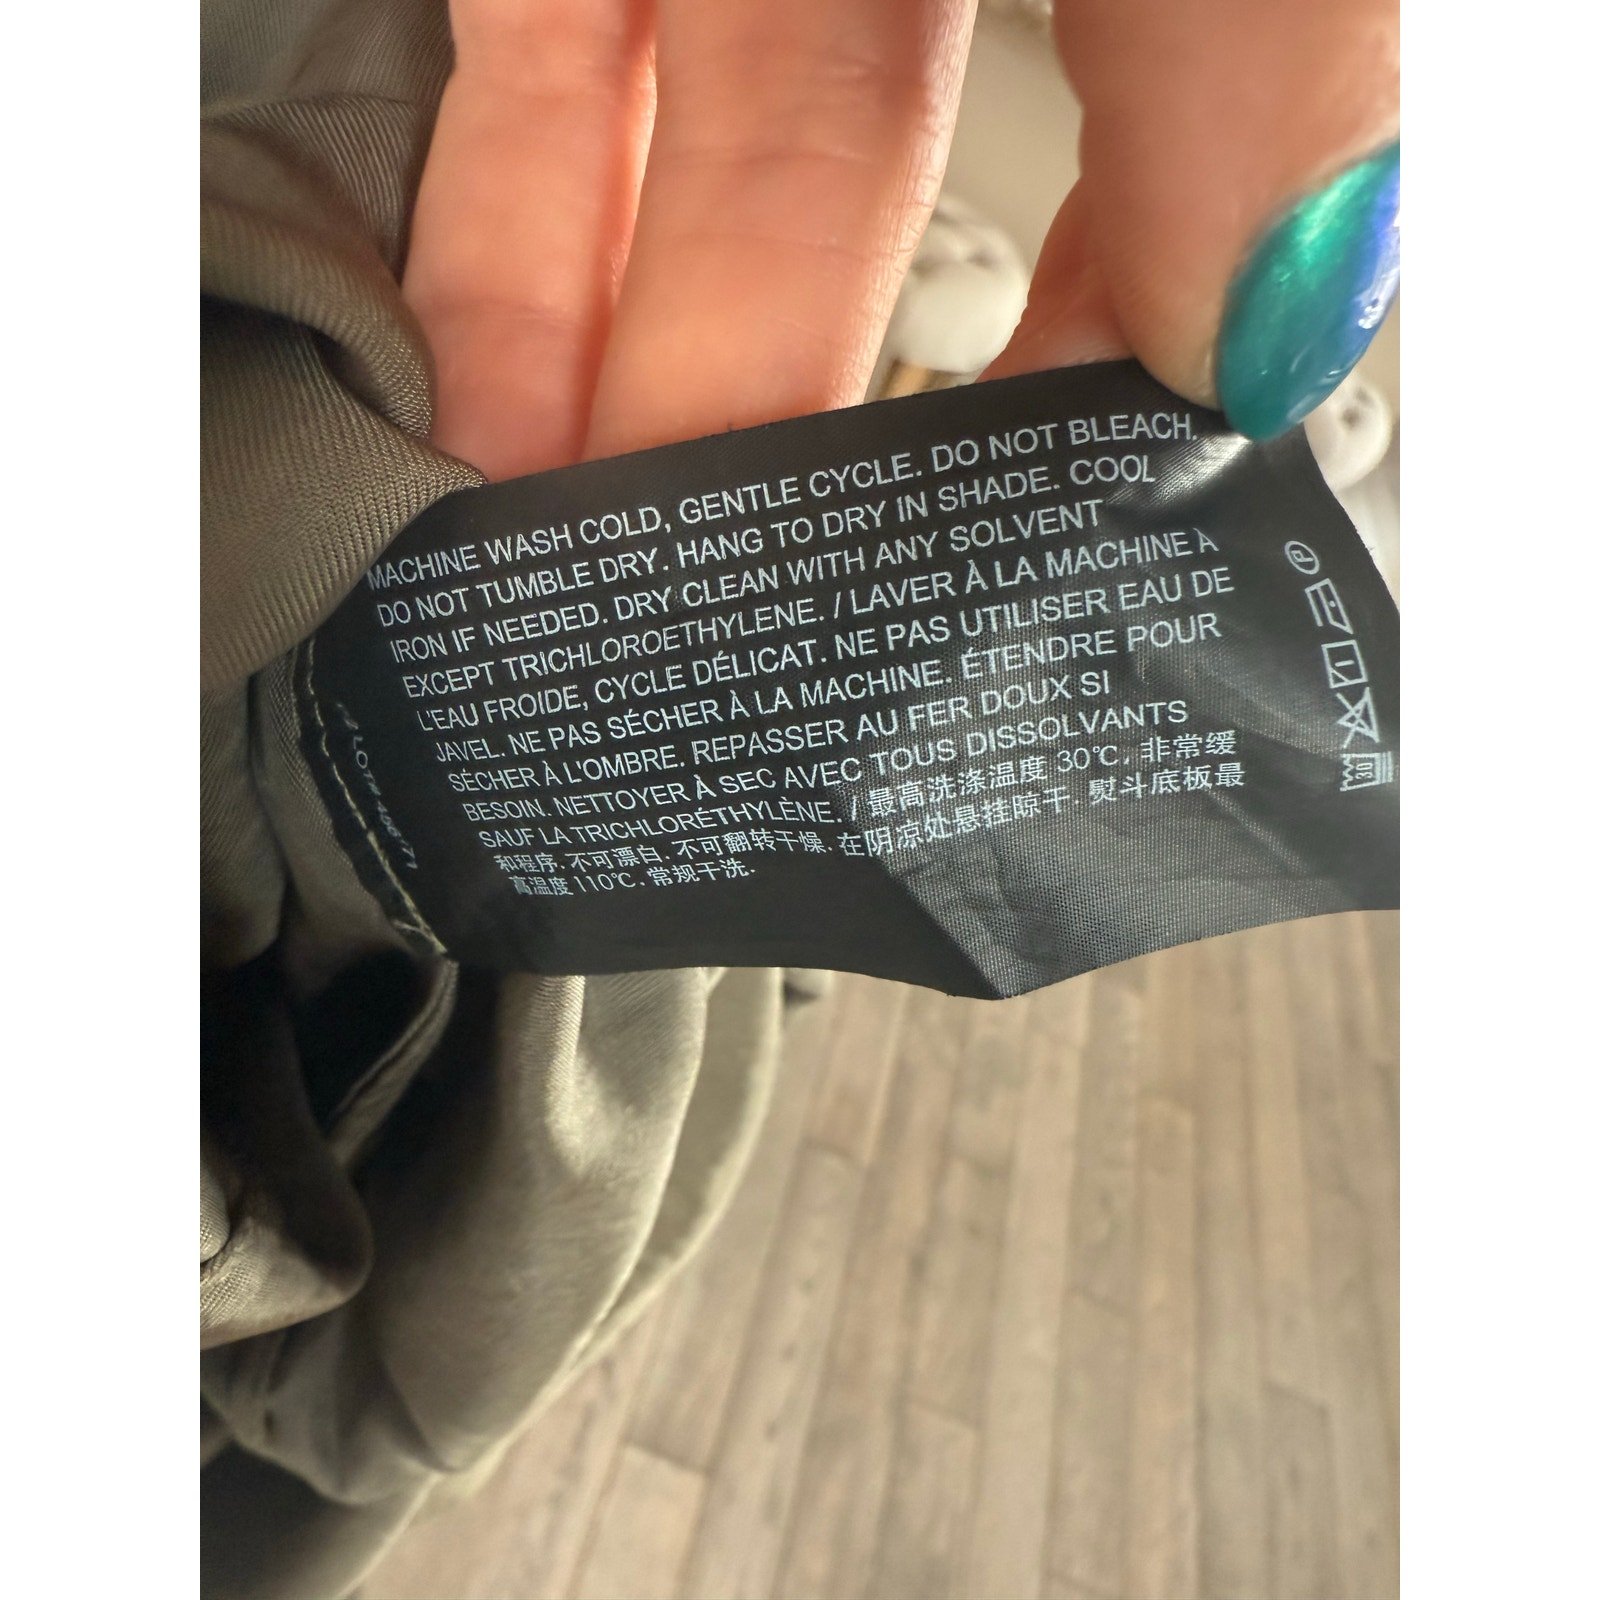 MACHINE WASH COLD, GENTLE CYCLE. DO NOT BLEACH.
DO NOT TUMBLE DRY. HANG TO DRY IN SHADE. COOL
IRON IF NEEDED. DRY CLEAN WITH ANY SOLVENT
EXCEPT TRICHLOROETHYLENE. / LAVER À LA MACHINE À
L'EAU FROIDE, CYCLE DÉLICAT. NE PAS UTILISER EAU DE
JAVEL. NE PAS SÉCHER À LA MACHINE. ÉTENDRE POUR
SÉCHER À L'OMBRE. REPASSER AU FER DOUX SI
BESOIN. NETTOYER À SEC AVEC TOUS DISSOLVANTS
SAUF LA TRICHLORÉTHYLÈNE. / 最高洗涤温度 30℃, 非常缓
和程序. 不可漂白. 不可翻转干燥. 在阴凉处悬挂晾干. 熨斗底板最
高温度110℃. 常规干洗.
30
P